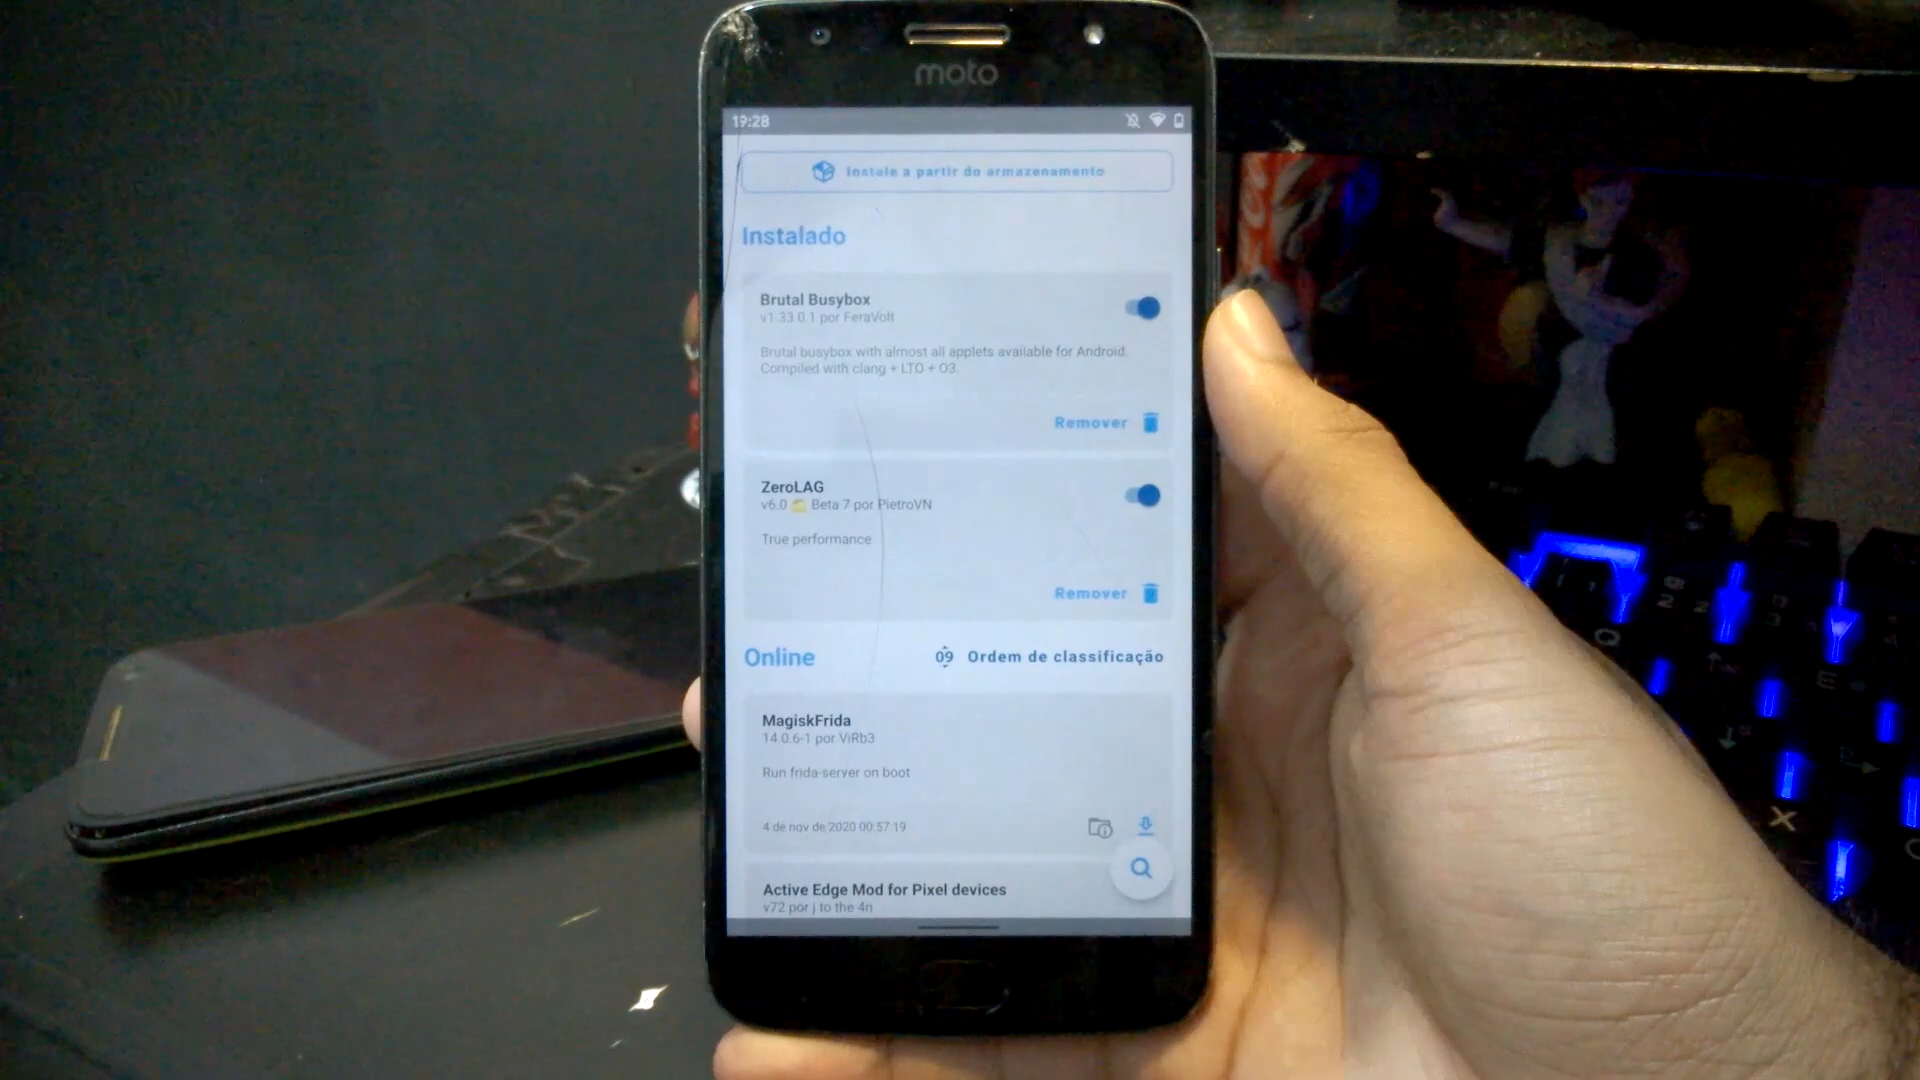 moto
19:28
Instale a partir do armazenamento
Instalado
Brutal Busybox
v1.33.0.1 por FeraVolt
Brutal busybox with almost all applets available for Android.
Compiled with clang + LTO + O3.
Remover
ZeroLAG
v6.0 Beta 7 por PietroVN
True performance
Remover
Online
09 Ordem de classificação
MagiskFrida
14.0.6-1 por ViRb3
Run frida-server on boot
4 de nov de 2020 00:57:19
Active Edge Mod for Pixel devices
v72 por j to the 4n
Q
E
X